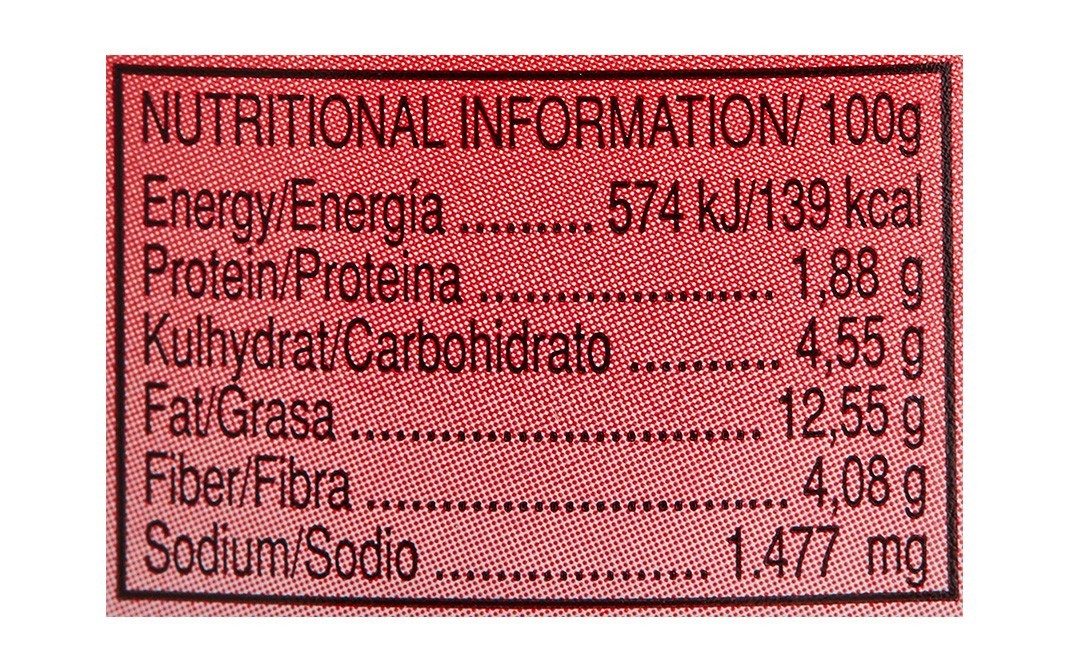 NUTRITIONAL INFORMATION/ 100g
Energy/Energía ......... 574 kJ/139 kcal
Protein/Proteina .................... 1,88 g
Kulhydrat/Carbohidrato .......... 4,55 g
Fat/Grasa ............................ 12,55 g
Fiber/Fibra ............................. 4,08 g
Sodium/Sodio ................... 1.477 mg